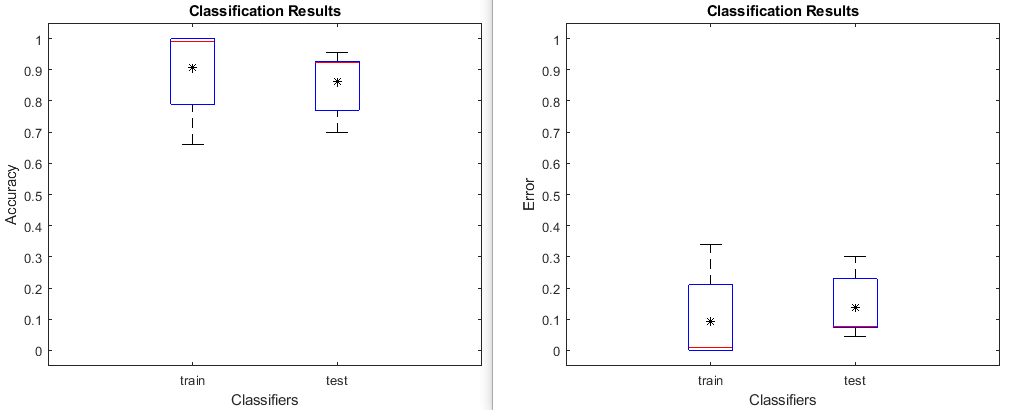 Classification Results
Accuracy
1
0.9
0.8
0.7
0.6
0.5
0.4
0.3
0.2
0.1
0
train test
Classifiers
Classification Results
Error
1
0.9
0.8
0.7
0.6
0.5
0.4
0.3
0.2
0.1
0
train test
Classifiers